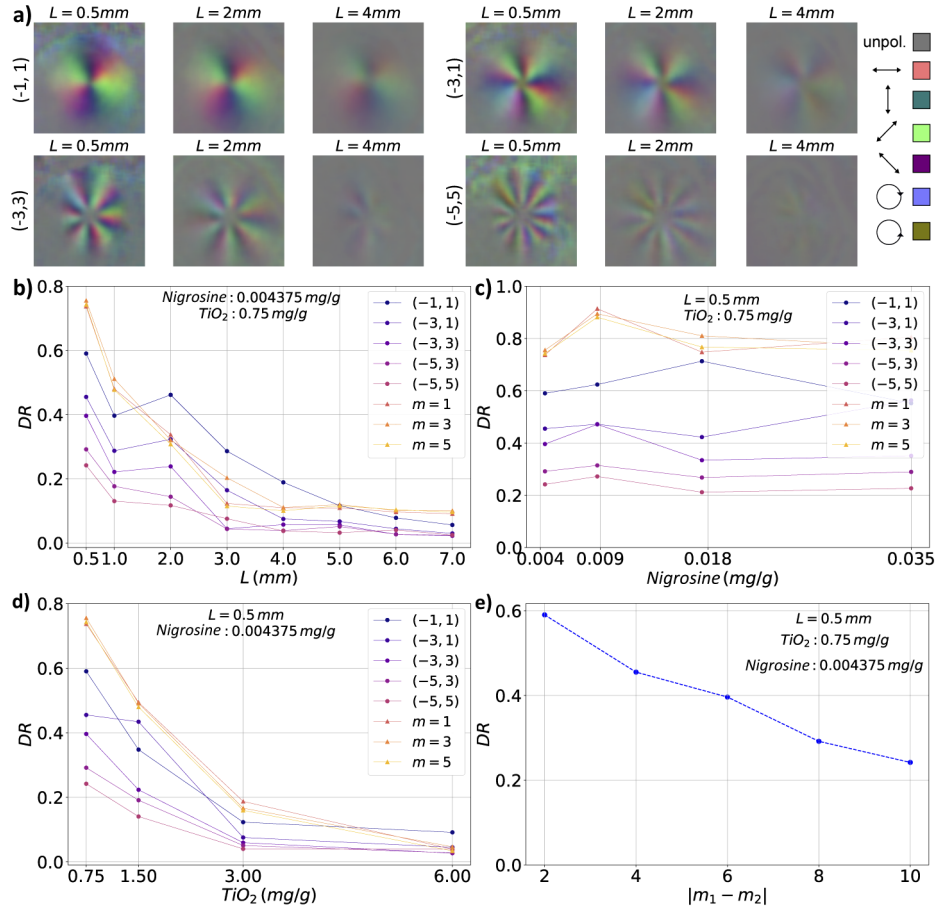 a)
L = 0.5mm L = 2mm L = 4mm L = 0.5mm L = 2mm L = 4mm
(-1, 1)
(-3,1)
unpol.
L = 0.5mm L = 2mm L = 4mm L = 0.5mm L = 2mm L = 4mm
(-3,3)
(-5,5)
b)
0.8
0.6
0.4
0.2
0.0
DR
Nigrosine : 0.004375 mg/g
TiO₂ : 0.75 mg/g
(−1, 1)
(−3, 1)
(−3, 3)
(−5, 3)
(−5, 5)
m = 1
m = 3
m = 5
0.5 1.0 2.0 3.0 4.0 5.0 6.0 7.0
L (mm)
c)
1.0
0.8
0.6
0.4
0.2
0.0
DR
L = 0.5 mm
TiO₂ : 0.75 mg/g
(−1, 1)
(−3, 1)
(−3, 3)
(−5, 3)
(−5, 5)
m = 1
m = 3
m = 5
0.004 0.009 0.018 0.035
Nigrosine (mg/g)
d)
0.8
0.6
0.4
0.2
0.0
DR
L = 0.5 mm
Nigrosine : 0.004375 mg/g
(−1, 1)
(−3, 1)
(−3, 3)
(−5, 3)
(−5, 5)
m = 1
m = 3
m = 5
0.75 1.50 3.00 6.00
TiO₂ (mg/g)
e)
0.6
0.4
0.2
0.0
DR
L = 0.5 mm
TiO₂ : 0.75 mg/g
Nigrosine : 0.004375 mg/g
2 4 6 8 10
|m₁ − m₂|